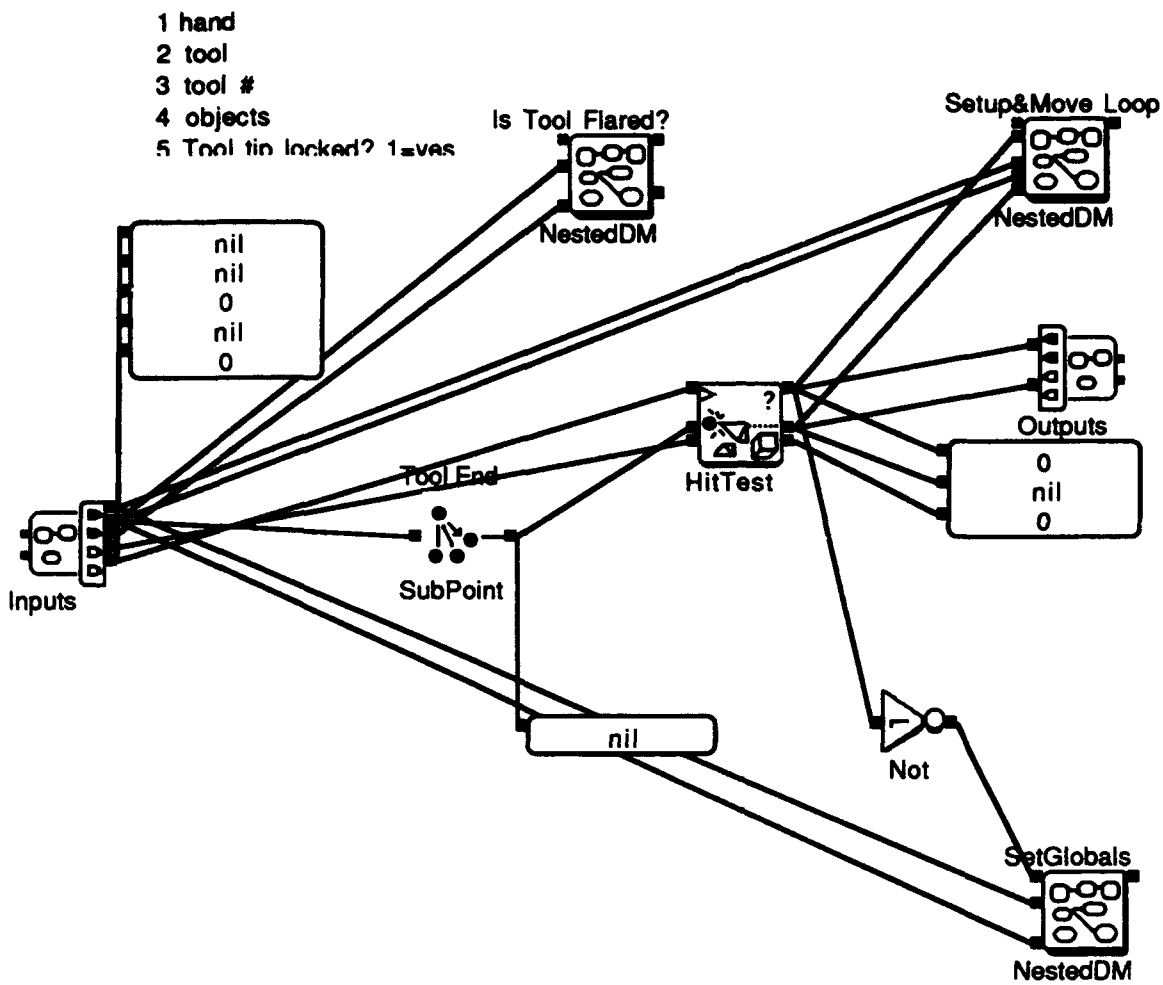 1 hand
2 tool
3 tool #
4 objects
5 Tool tip locked? 1=yes
Is Tool Flared?
NestedDM
Setup&Move Loop
NestedDM
nil
nil
0
nil
0
?
HitTest
Outputs
0
nil
0
Tool End
SubPoint
Inputs
nil
Not
SetGlobals
NestedDM